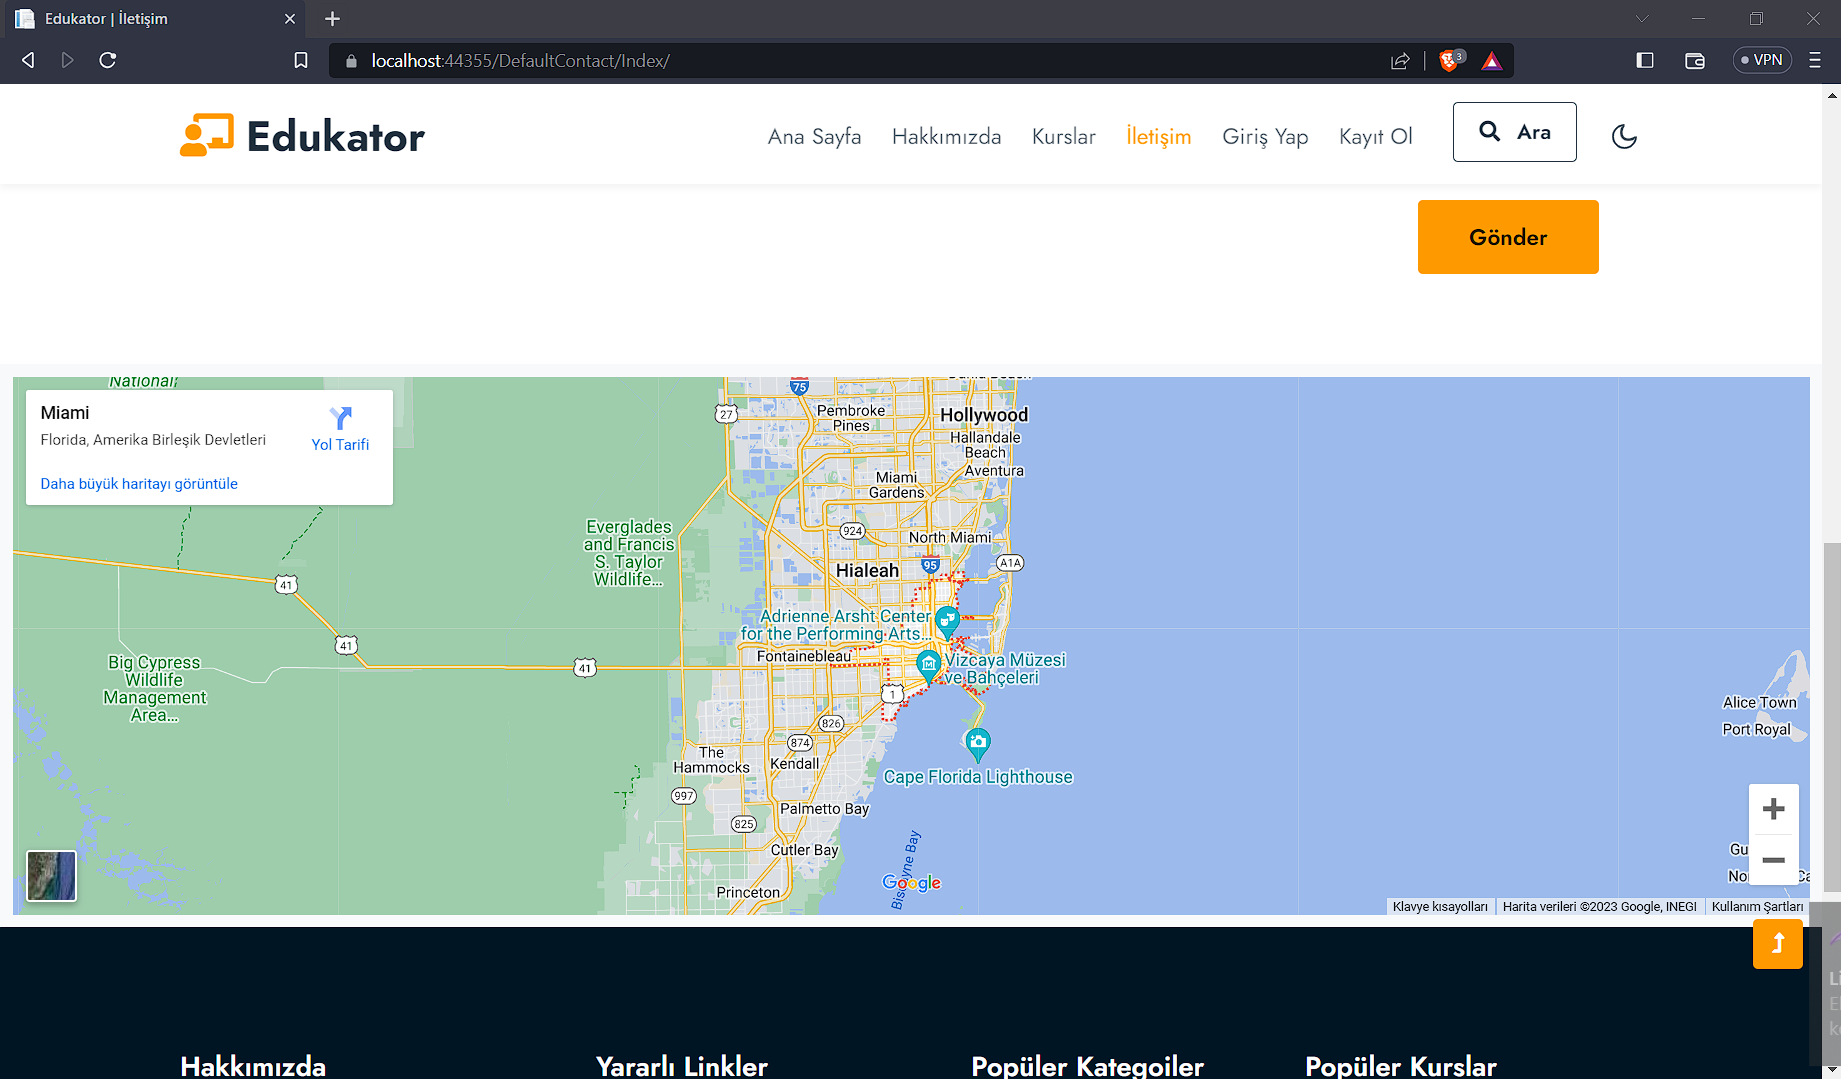 Edukator | İletişim
localhost:44355/DefaultContact/Index/
3
VPN
Edukator
Ana Sayfa
Hakkımızda
Kurslar
İletişim
Giriş Yap
Kayıt Ol
Ara
Gönder
Miami
Florida, Amerika Birleşik Devletleri
Yol Tarifi
Daha büyük haritayı görüntüle
National
75
27
Pembroke
Pines
Hollywood
Hallandale
Beach
Aventura
Miami
Gardens
924
North Miami
Everglades
and Francis
S. Taylor
Wildlife...
Hialeah
95
A1A
41
Adrienne Arsht Center
for the Performing Arts...
41
Fontainebleau
41
Vizcaya Müzesi
ve Bahçeleri
Big Cypress
Wildlife
Management
Area...
1
826
Alice Town
Port Royal
874
The
Hammocks
Kendall
Cape Florida Lighthouse
997
Palmetto Bay
825
Cutler Bay
Biscayne Bay
Princeton
Google
Klavye kısayolları
Harita verileri ©2023 Google, INEGI
Kullanım Şartları
Hakkımızda
Yararlı Linkler
Popüler Kategoiler
Popüler Kurslar